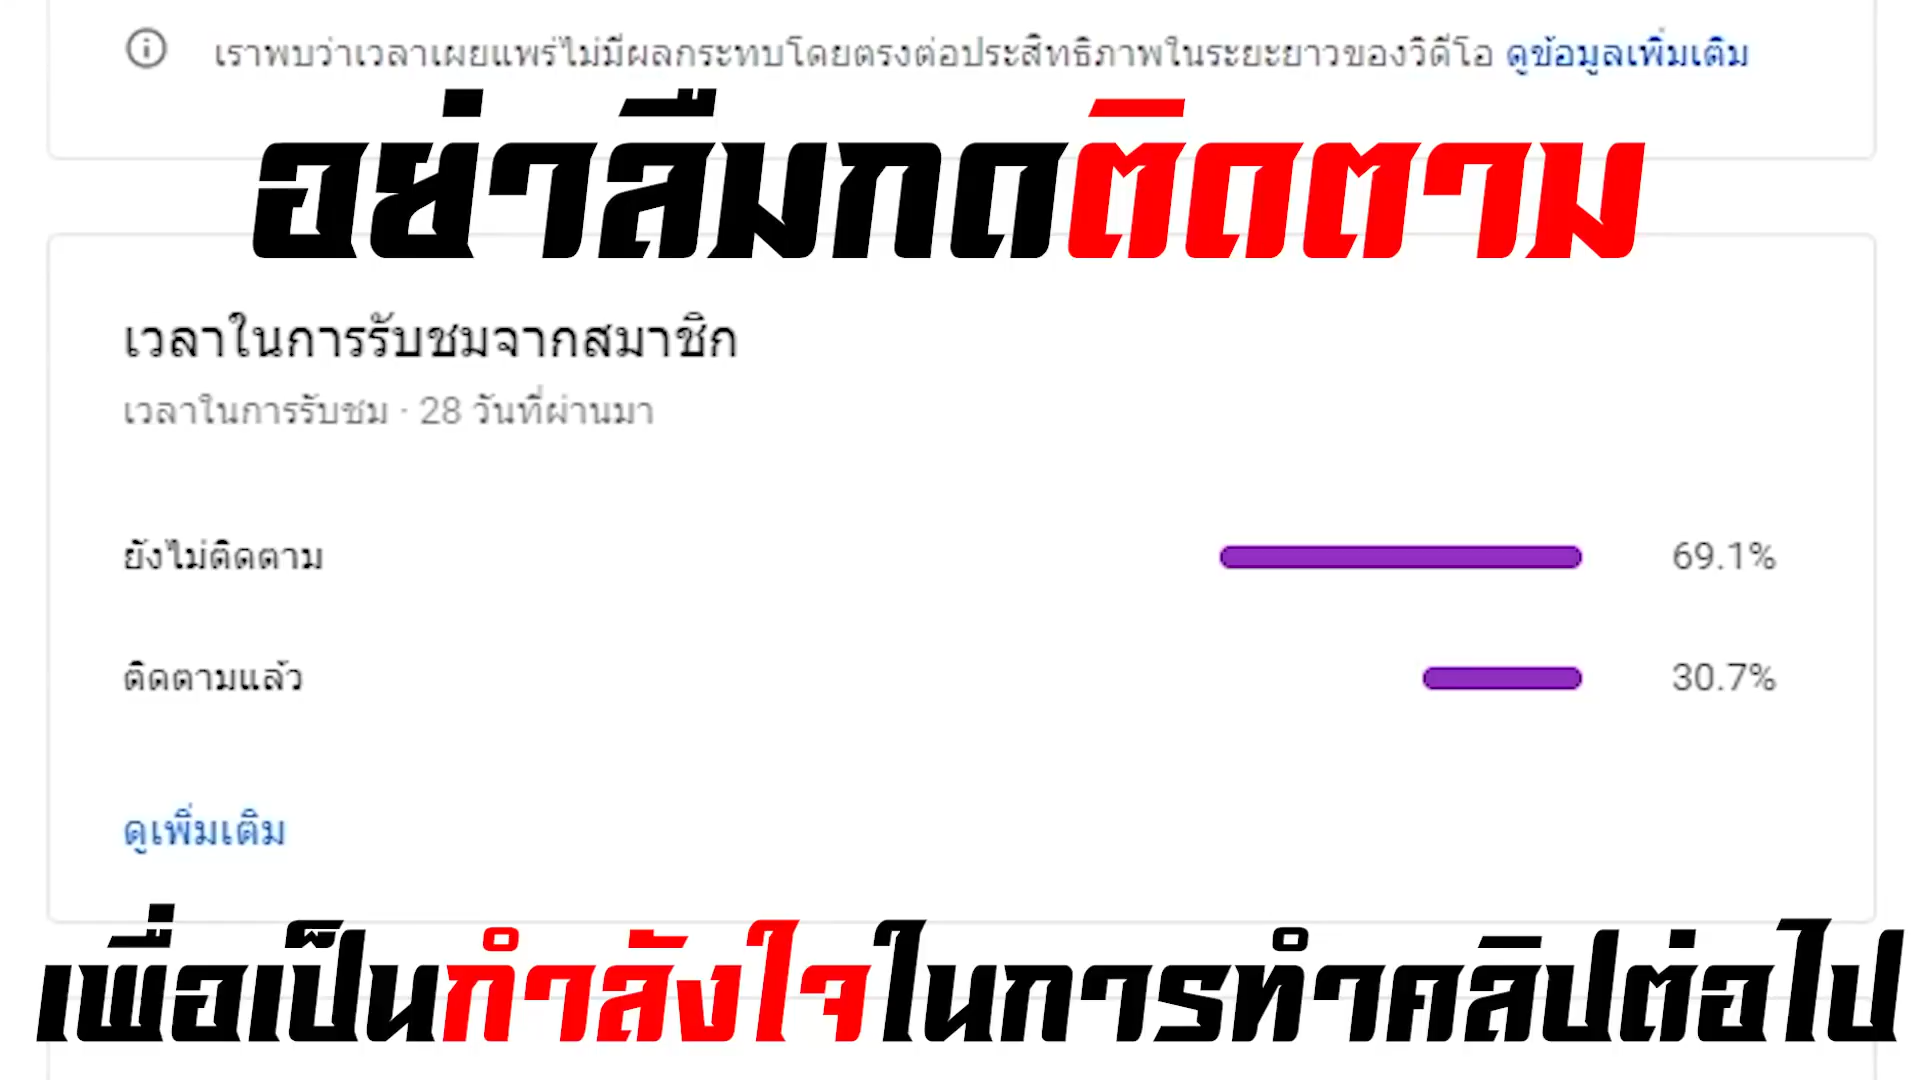 เราพบว่าเวลาเผยแพร่ไม่มีผลกระทบโดยตรงต่อประสิทธิภาพในระยะยาวของวิดีโอ ดูข้อมูลเพิ่มเติม
อย่าลืมกดติดตาม
เวลาในการรับชมจากสมาชิก
เวลาในการรับชม · 28 วันที่ผ่านมา
ยังไม่ติดตาม 69.1%
ติดตามแล้ว 30.7%
ดูเพิ่มเติม
เพื่อเป็นกำลังใจในการทำคลิปต่อไป